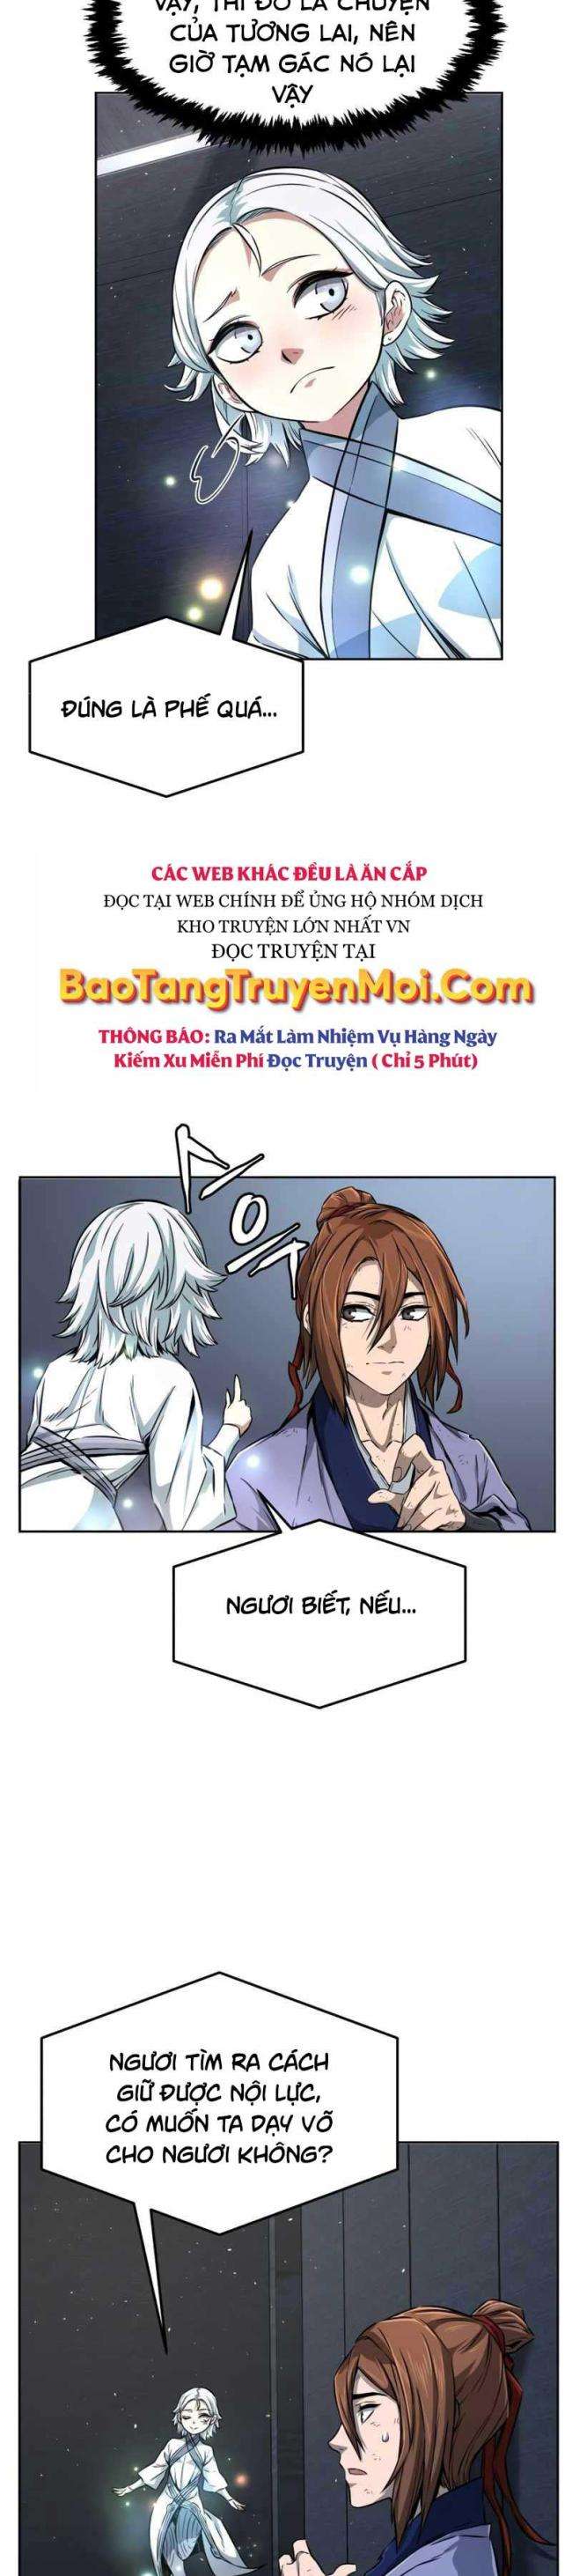 VẬY, THÌ ĐÓ LÀ CHUYỆN
CỦA TƯƠNG LAI, NÊN
GIỜ TẠM GÁC NÓ LẠI
VẬY
ĐÚNG LÀ PHẾ QUÁ...
CÁC WEB KHÁC ĐỀU LÀ ĂN CẮP
ĐỌC TẠI WEB CHÍNH ĐỂ ỦNG HỘ NHÓM DỊCH
KHO TRUYỆN LỚN NHẤT VN
ĐỌC TRUYỆN TẠI
BaoTangTruyenMoi.Com
THÔNG BÁO: Ra Mắt Làm Nhiệm Vụ Hàng Ngày
Kiếm Xu Miễn Phí Đọc Truyện ( Chỉ 5 Phút)
NGƯƠI BIẾT, NẾU...
NGƯƠI TÌM RA CÁCH
GIỮ ĐƯỢC NỘI LỰC,
CÓ MUỐN TA DẠY VÕ
CHO NGƯƠI KHÔNG?